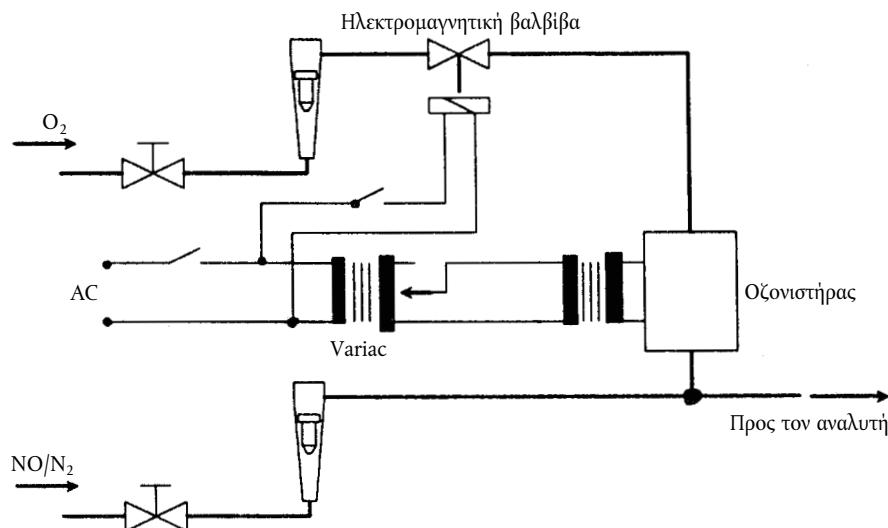 Ηλεκτρομαγνητική βαλβίβα
O₂
AC
Variac
Οζονιστήρας
Προς τον αναλυτή
NO/N₂